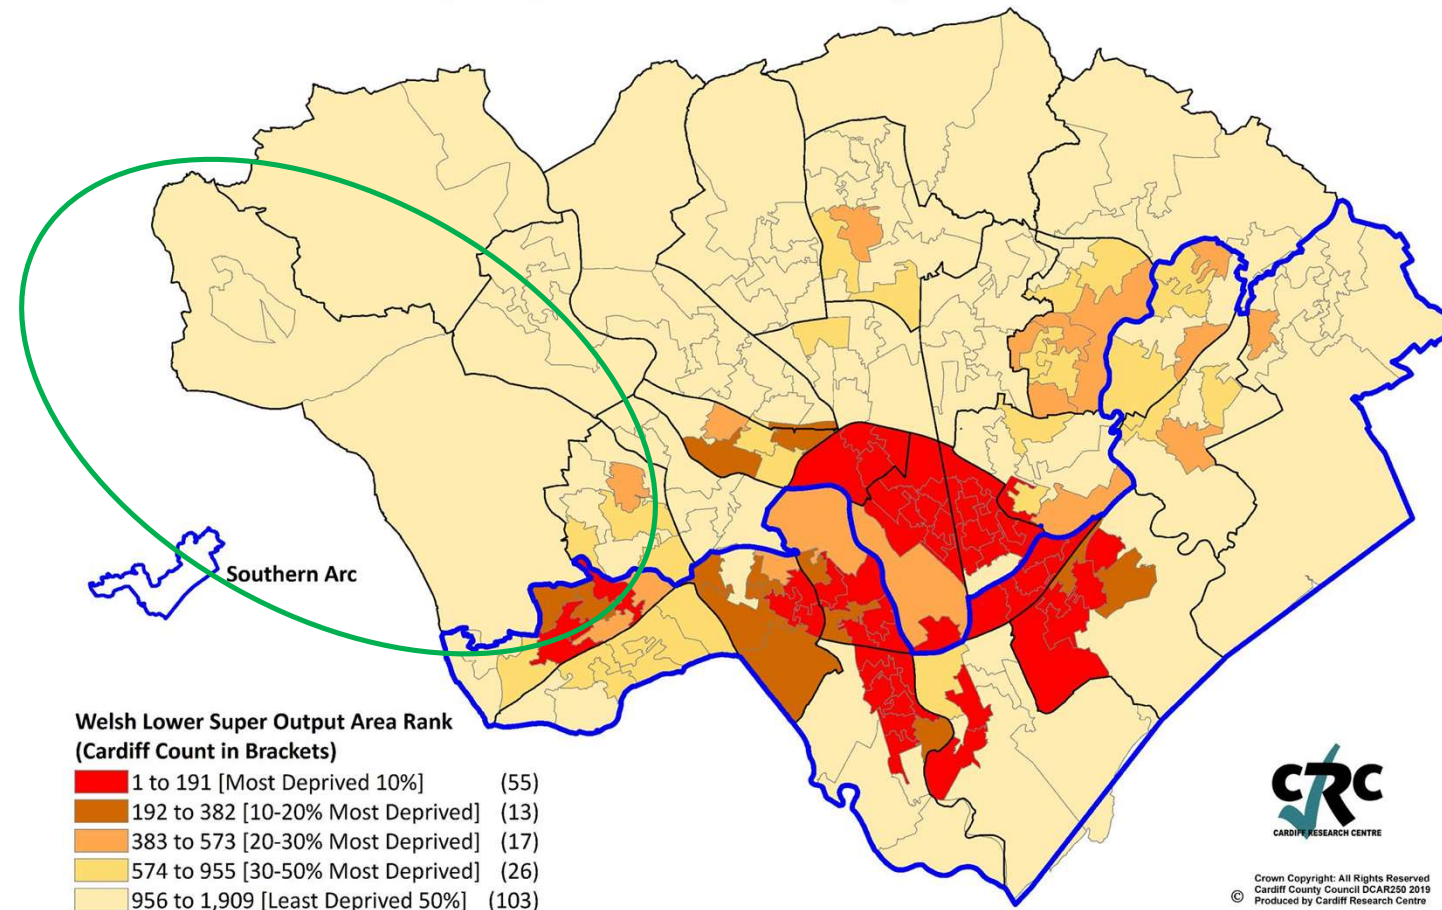 Southern Arc
Welsh Lower Super Output Area Rank
(Cardiff Count in Brackets)
1 to 191 [Most Deprived 10%] (55)
192 to 382 [10-20% Most Deprived] (13)
383 to 573 [20-30% Most Deprived] (17)
574 to 955 [30-50% Most Deprived] (26)
956 to 1,909 [Least Deprived 50%] (103)
CRC
CARDIFF RESEARCH CENTRE
Crown Copyright: All Rights Reserved
© Cardiff County Council DCAR250 2019
Produced by Cardiff Research Centre